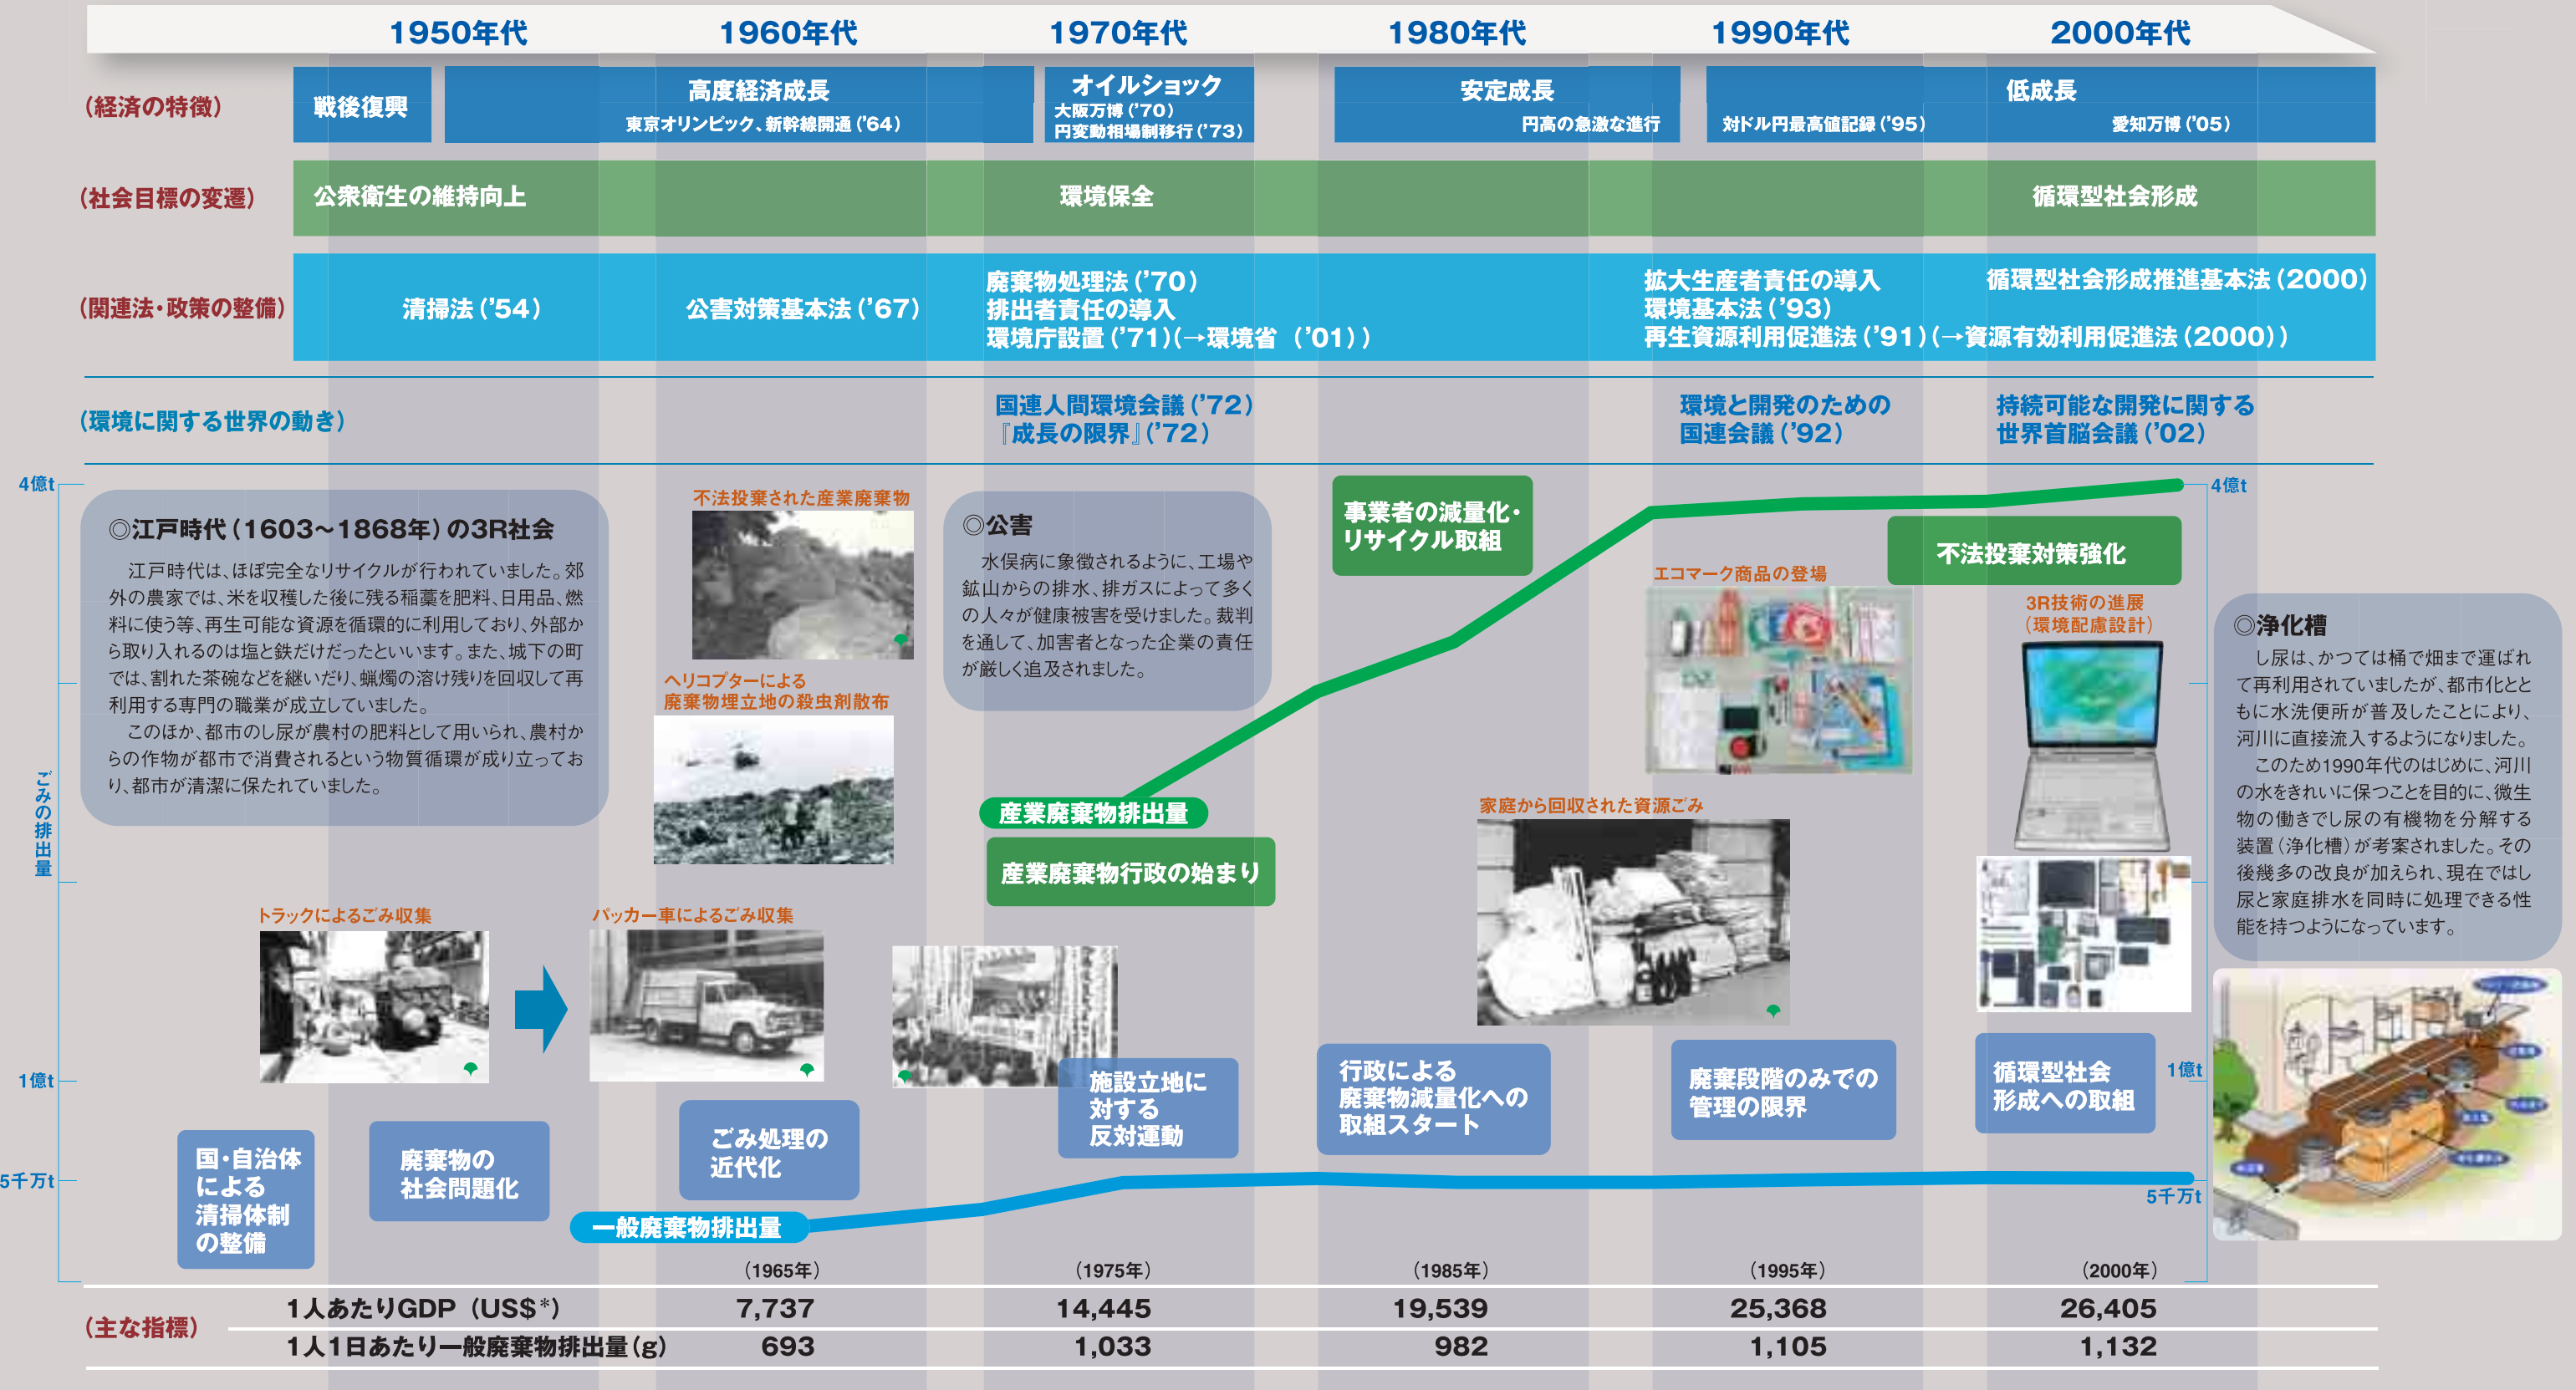 1950年代
1960年代
1970年代
1980年代
1990年代
2000年代
（経済の特徴）
戦後復興
高度経済成長
東京オリンピック、新幹線開通（’64）
オイルショック
大阪万博（’70）
円変動相場制移行（’73）
安定成長
円高の急激な進行
低成長
対ドル円最高値記録（’95）
愛知万博（’05）
（社会目標の変遷）
公衆衛生の維持向上
環境保全
循環型社会形成
（関連法・政策の整備）
清掃法（’54）
公害対策基本法（’67）
廃棄物処理法（’70）
排出者責任の導入
環境庁設置（’71）（→環境省（’01））
拡大生産者責任の導入
環境基本法（’93）
再生資源利用促進法（’91）（→資源有効利用促進法（2000））
循環型社会形成推進基本法（2000）
（環境に関する世界の動き）
国連人間環境会議（’72）
『成長の限界』（’72）
環境と開発のための
国連会議（’92）
持続可能な開発に関する
世界首脳会議（’02）
4億t
ごみの排出量
1億t
5千万t
◎江戸時代（1603〜1868年）の3R社会
江戸時代は、ほぼ完全なリサイクルが行われていました。郊
外の農家では、米を収穫した後に残る稲藁を肥料、日用品、燃
料に使う等、再生可能な資源を循環的に利用しており、外部か
ら取り入れるのは塩と鉄だけだったといいます。また、城下の町
では、割れた茶碗などを継いだり、蝋燭の溶け残りを回収して再
利用する専門の職業が成立していました。
このほか、都市のし尿が農村の肥料として用いられ、農村か
らの作物が都市で消費されるという物質循環が成り立ってお
り、都市が清潔に保たれていました。
不法投棄された産業廃棄物
ヘリコプターによる
廃棄物埋立地の殺虫剤散布
◎公害
水俣病に象徴されるように、工場や
鉱山からの排水、排ガスによって多く
の人々が健康被害を受けました。裁判
を通して、加害者となった企業の責任
が厳しく追及されました。
事業者の減量化・
リサイクル取組
不法投棄対策強化
エコマーク商品の登場
3R技術の進展
（環境配慮設計）
産業廃棄物排出量
産業廃棄物行政の始まり
家庭から回収された資源ごみ
トラックによるごみ収集
パッカー車によるごみ収集
4億t
1億t
5千万t
◎浄化槽
し尿は、かつては桶で畑まで運ばれ
て再利用されていましたが、都市化とと
もに水洗便所が普及したことにより、
河川に直接流入するようになりました。
このため1990年代のはじめに、河川
の水をきれいに保つことを目的に、微生
物の働きでし尿の有機物を分解する
装置（浄化槽）が考案されました。その
後幾多の改良が加えられ、現在ではし
尿と家庭排水を同時に処理できる性
能を持つようになっています。
国・自治体
による
清掃体制
の整備
廃棄物の
社会問題化
ごみ処理の
近代化
施設立地に
対する
反対運動
行政による
廃棄物減量化への
取組スタート
廃棄段階のみでの
管理の限界
循環型社会
形成への取組
一般廃棄物排出量
（1965年）
（1975年）
（1985年）
（1995年）
（2000年）
（主な指標）
1人あたりGDP（US$*） 7,737 14,445 19,539 25,368 26,405
1人1日あたり一般廃棄物排出量（g） 693 1,033 982 1,105 1,132